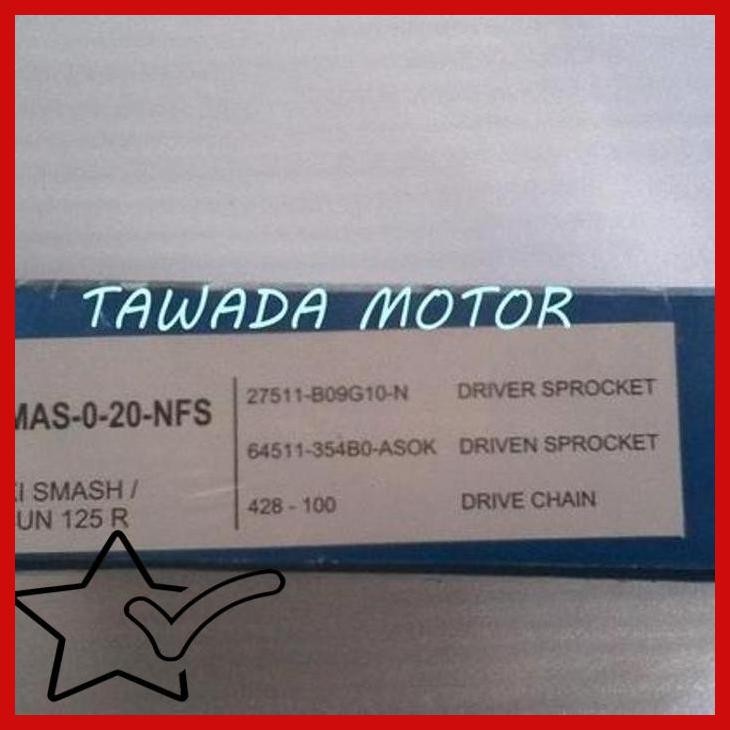 TAWADA MOTOR
MAS-0-20-NFS
SMASH /
UN 125 R
27511-B09G10-N DRIVER SPROCKET
64511-354B0-ASOK DRIVEN SPROCKET
428 - 100 DRIVE CHAIN